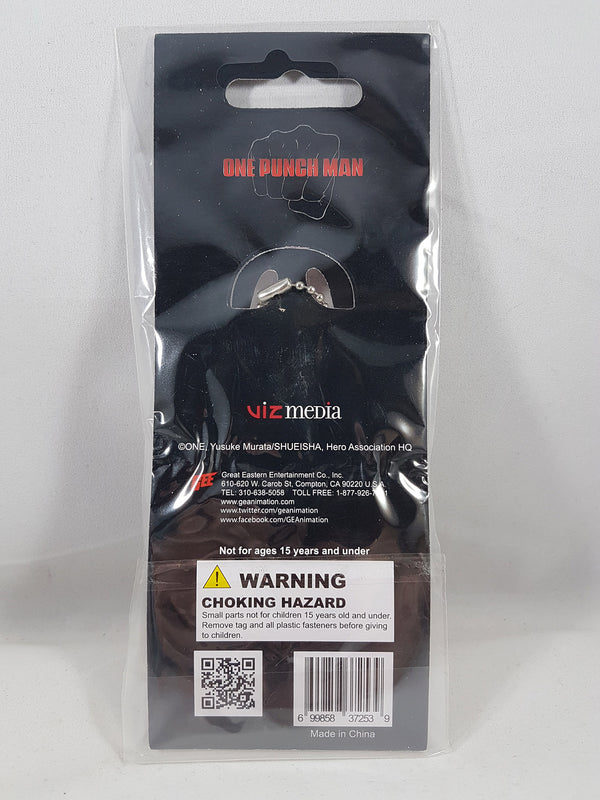 ONE PUNCH MAN
VIZ media
©ONE, Yusuke Murata/SHUEISHA, Hero Association HQ
GEE
Great Eastern Entertainment Co., Inc.
610-620 W. Carob St, Compton, CA 90220 U.S.A.
TEL: 310-638-5058 TOLL FREE: 1-877-926-
www.geanimation.com
www.twitter.com/geanimation
www.facebook.com/GEAnimation
Not for ages 15 years and under
WARNING
CHOKING HAZARD
Small parts not for children 15 years old and under.
Remove tag and all plastic fasteners before giving
to children.
6 99858 37253 9
Made in China